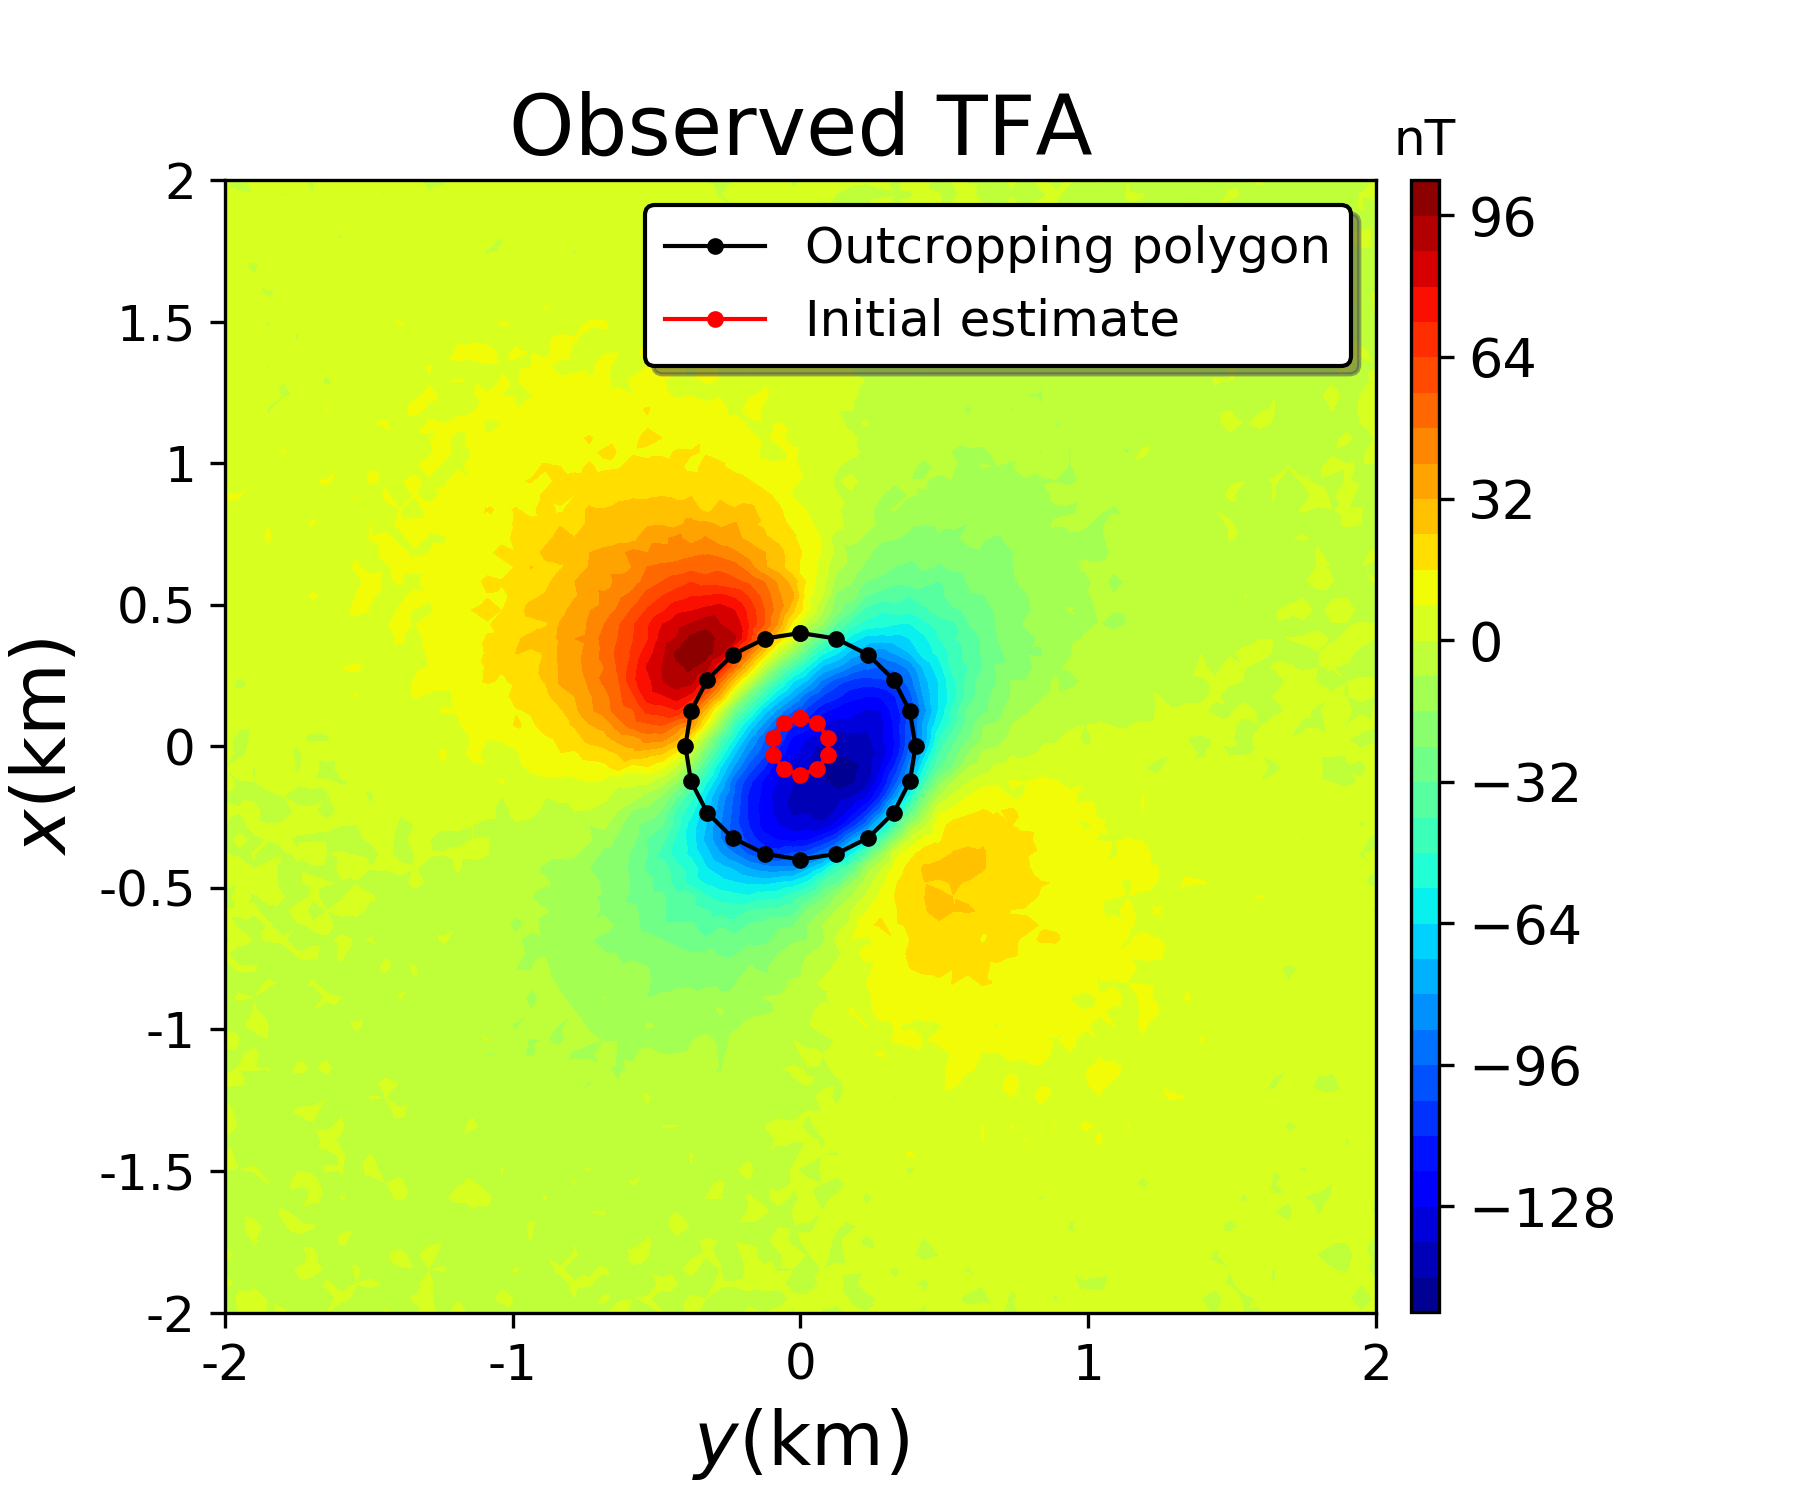 Observed TFA
nT
Outcropping polygon
Initial estimate
2
1.5
1
0.5
0
-0.5
-1
-1.5
-2
x(km)
-2 -1 0 1 2
y(km)
96
64
32
0
−32
−64
−96
−128